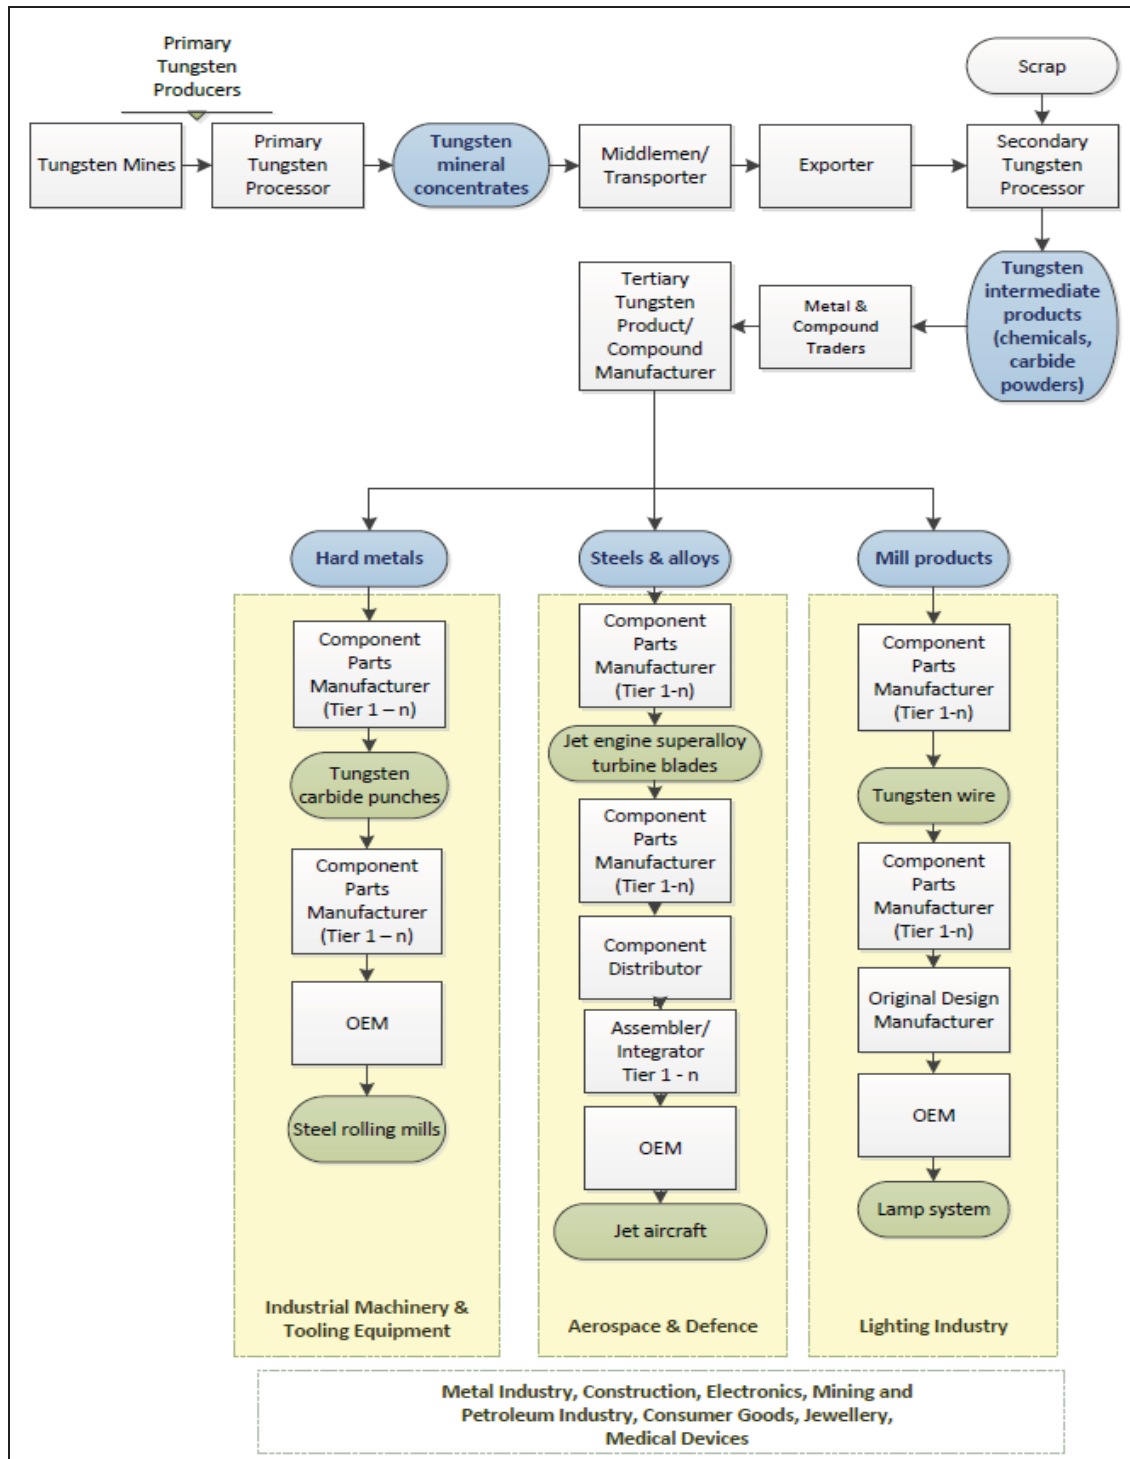 Primary
Tungsten
Producers
Scrap
Tungsten Mines
Primary
Tungsten
Processor
Tungsten
mineral
concentrates
Middlemen/
Transporter
Exporter
Secondary
Tungsten
Processor
Tertiary
Tungsten
Product/
Compound
Manufacturer
Metal &
Compound
Traders
Tungsten
intermediate
products
(chemicals,
carbide
powders)
Hard metals
Steels & alloys
Mill products
Component
Parts
Manufacturer
(Tier 1 – n)
Tungsten
carbide punches
Component
Parts
Manufacturer
(Tier 1 – n)
OEM
Steel rolling mills
Industrial Machinery &
Tooling Equipment
Component
Parts
Manufacturer
(Tier 1-n)
Jet engine superalloy
turbine blades
Component
Parts
Manufacturer
(Tier 1-n)
Component
Distributor
Assembler/
Integrator
Tier 1 - n
OEM
Jet aircraft
Aerospace & Defence
Component
Parts
Manufacturer
(Tier 1-n)
Tungsten wire
Component
Parts
Manufacturer
(Tier 1-n)
Original Design
Manufacturer
OEM
Lamp system
Lighting Industry
Metal Industry, Construction, Electronics, Mining and
Petroleum Industry, Consumer Goods, Jewellery,
Medical Devices